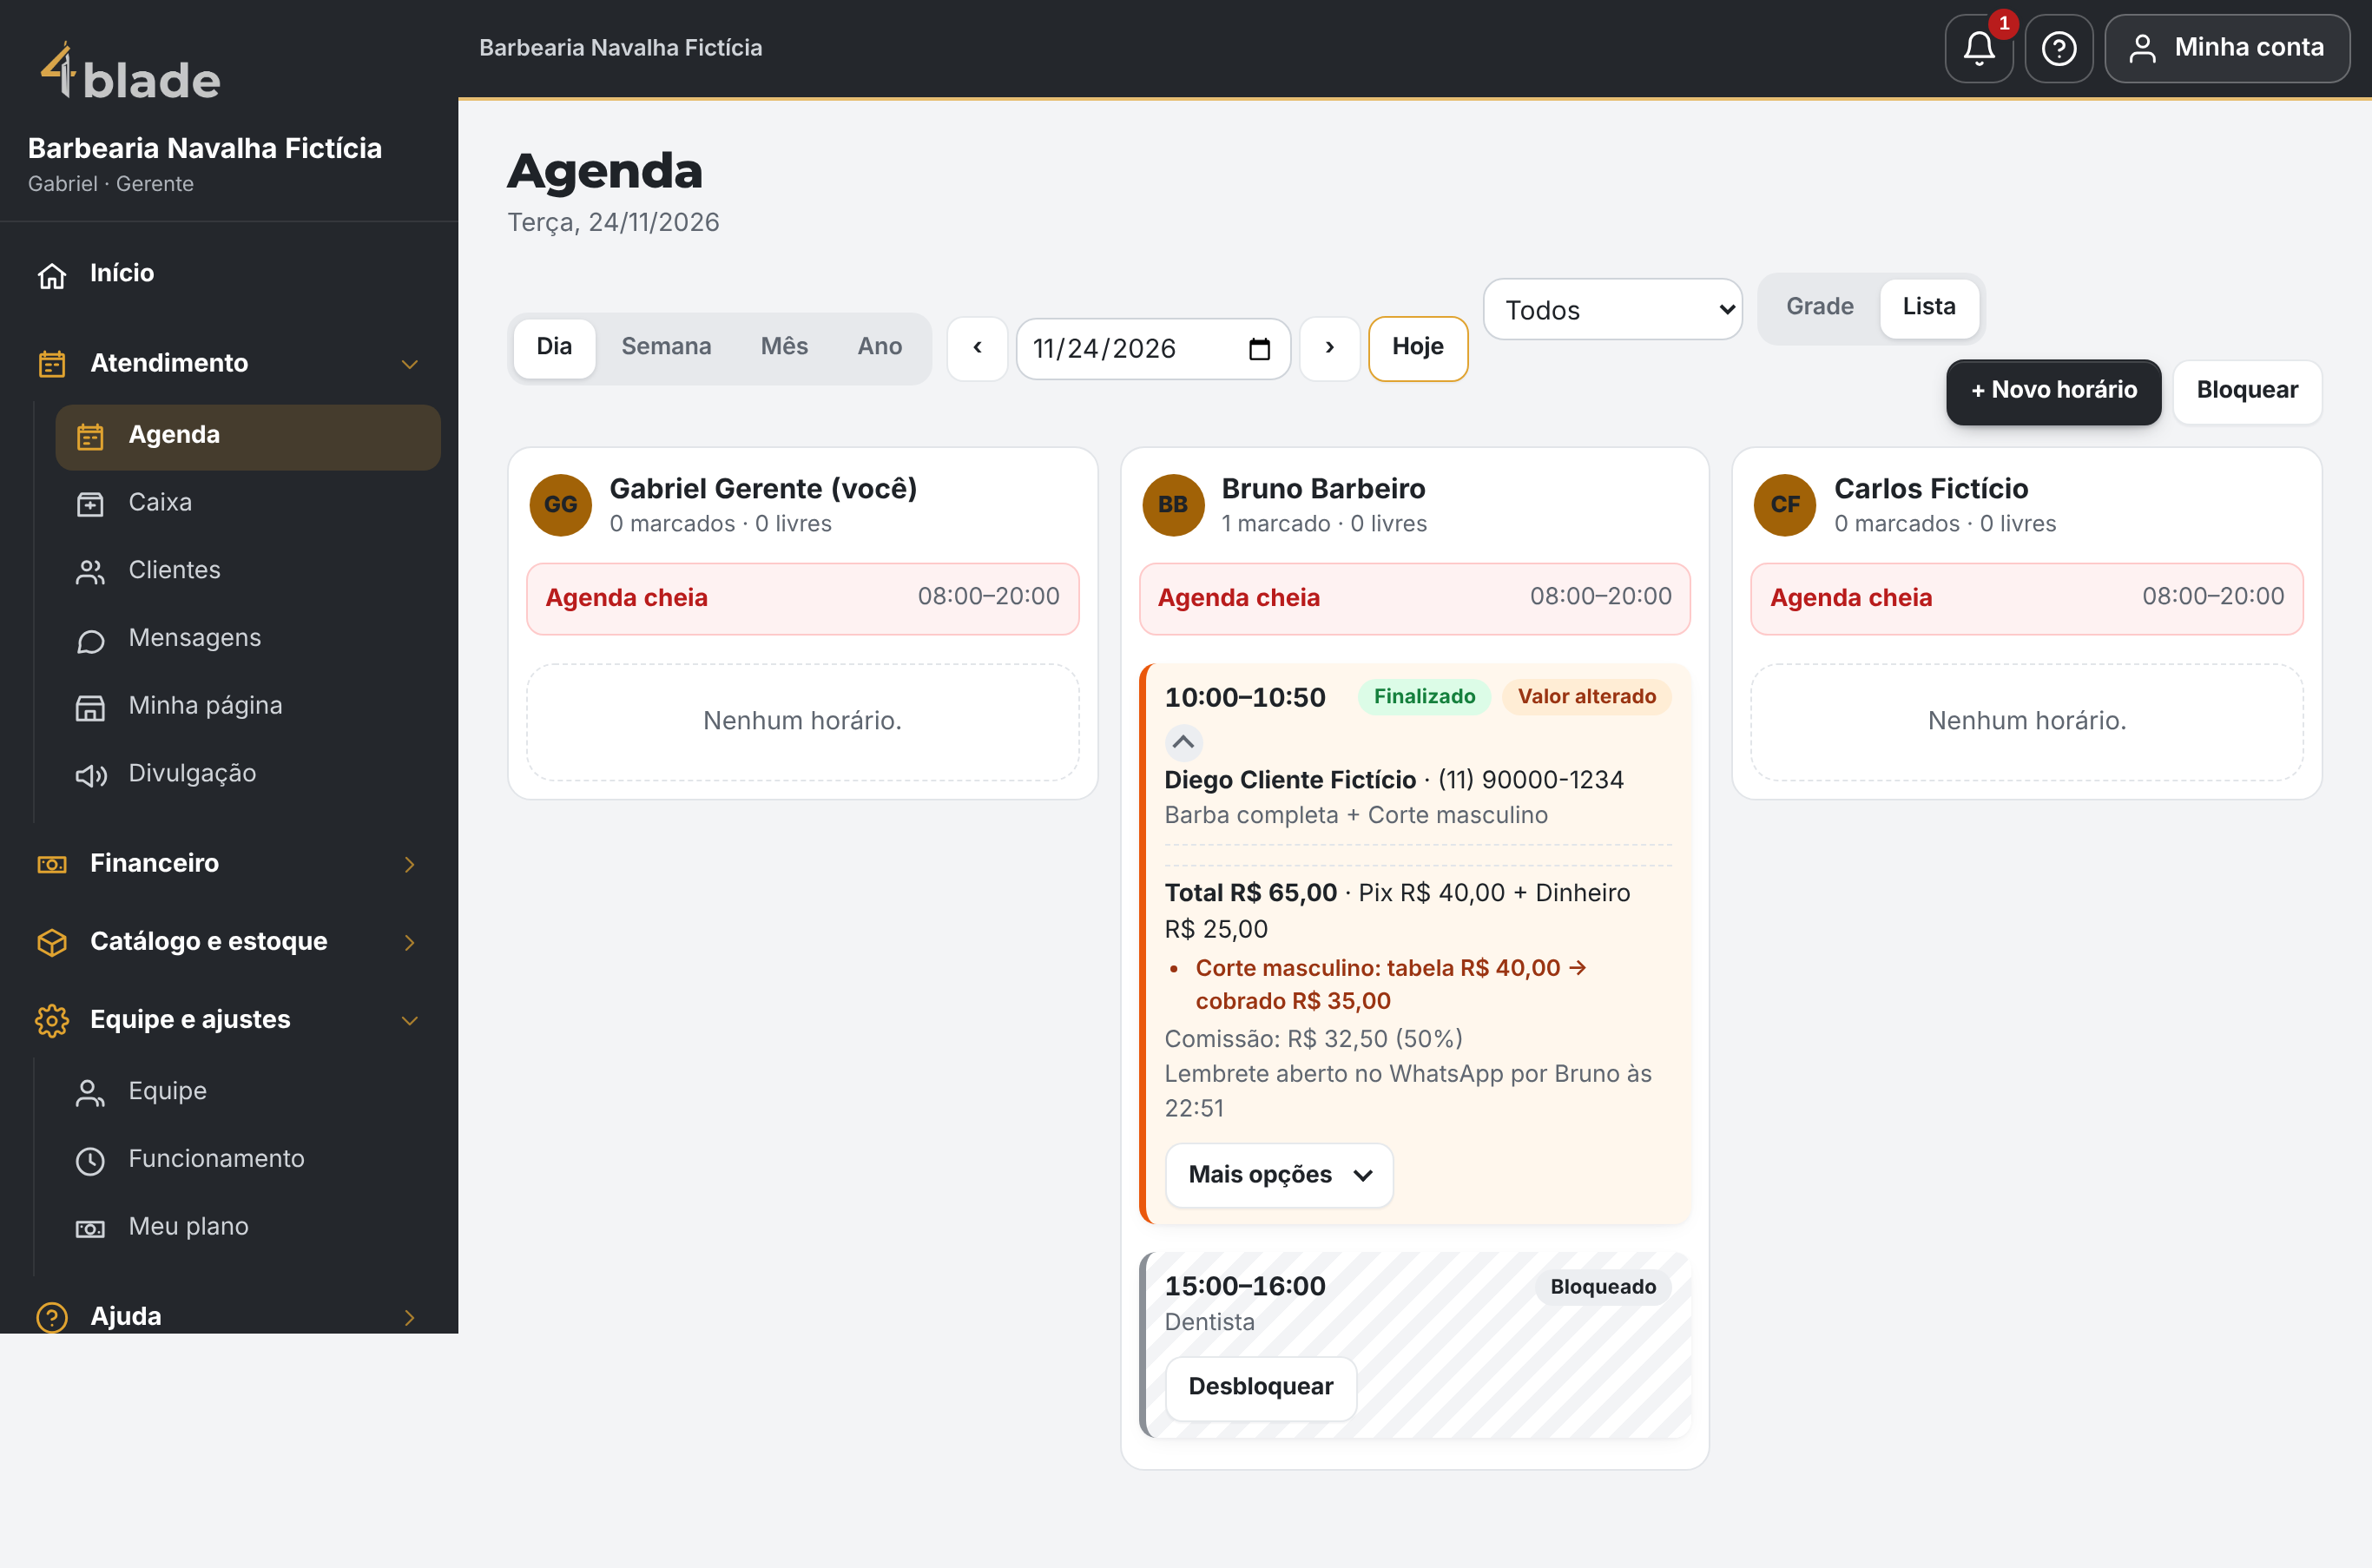 4blade
Barbearia Navalha Fictícia
Gabriel · Gerente
Início
Atendimento
Agenda
Caixa
Clientes
Mensagens
Minha página
Divulgação
Financeiro
Catálogo e estoque
Equipe e ajustes
Equipe
Funcionamento
Meu plano
Ajuda
Barbearia Navalha Fictícia
1
Minha conta
Agenda
Terça, 24/11/2026
Dia Semana Mês Ano
‹ 11/24/2026 › Hoje
Todos
Grade Lista
+ Novo horário Bloquear
GG
Gabriel Gerente (você)
0 marcados · 0 livres
Agenda cheia 08:00–20:00
Nenhum horário.
BB
Bruno Barbeiro
1 marcado · 0 livres
Agenda cheia 08:00–20:00
10:00–10:50 Finalizado Valor alterado
Diego Cliente Fictício · (11) 90000-1234
Barba completa + Corte masculino
Total R$ 65,00 · Pix R$ 40,00 + Dinheiro
R$ 25,00
• Corte masculino: tabela R$ 40,00 →
cobrado R$ 35,00
Comissão: R$ 32,50 (50%)
Lembrete aberto no WhatsApp por Bruno às
22:51
Mais opções
15:00–16:00 Bloqueado
Dentista
Desbloquear
CF
Carlos Fictício
0 marcados · 0 livres
Agenda cheia 08:00–20:00
Nenhum horário.